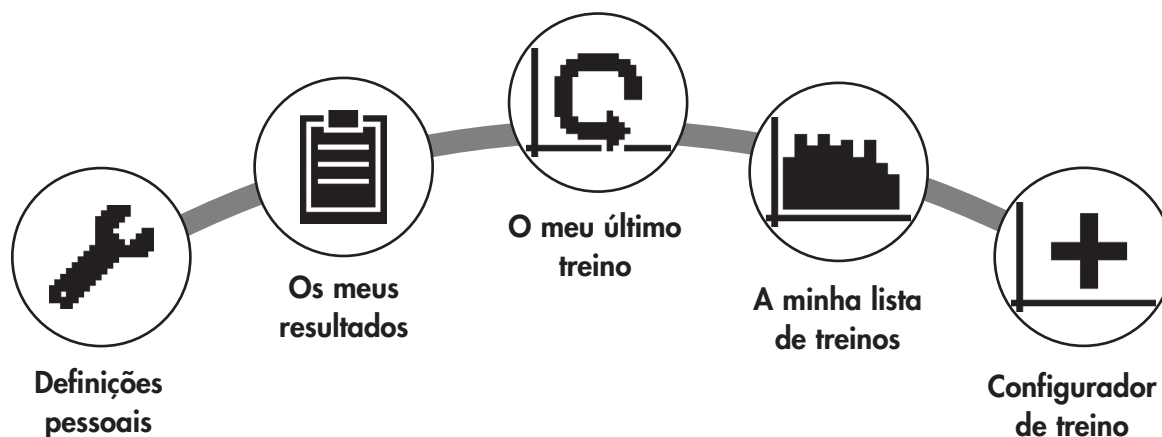 Definições
pessoais
Os meus
resultados
O meu último
treino
A minha lista
de treinos
Configurador
de treino